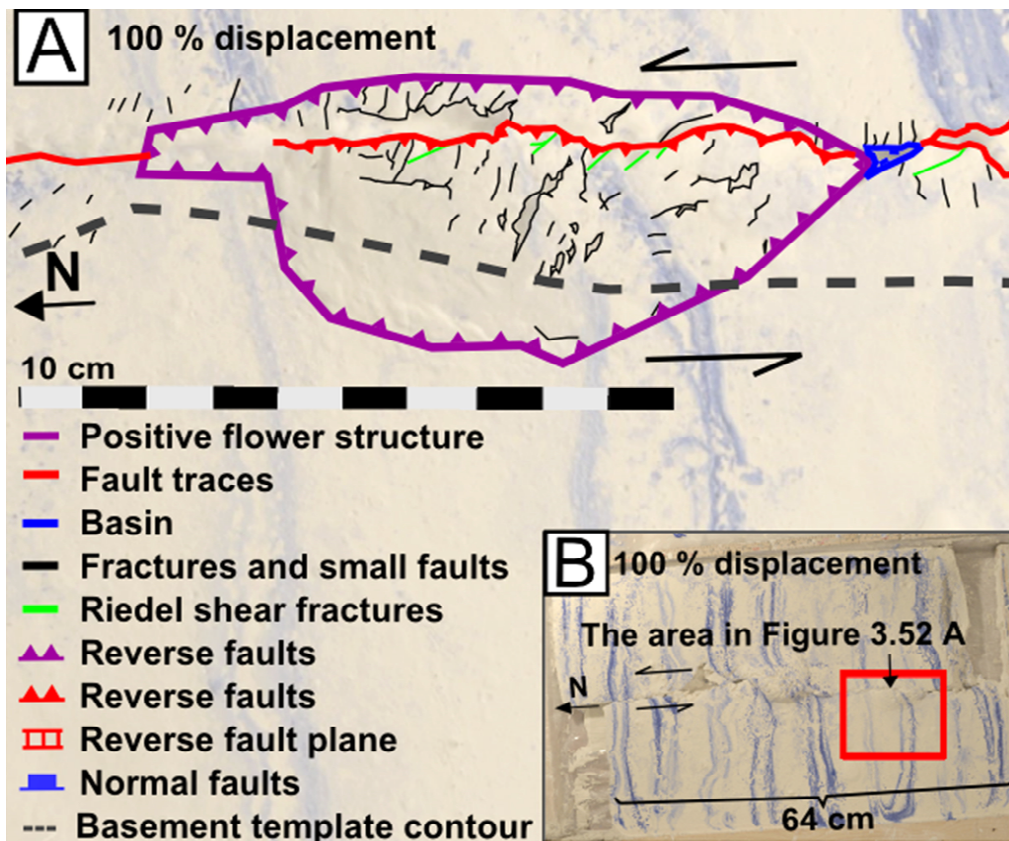 A
100 % displacement
N
10 cm
Positive flower structure
Fault traces
Basin
Fractures and small faults
Riedel shear fractures
Reverse faults
Reverse faults
Reverse fault plane
Normal faults
Basement template contour
B
100 % displacement
The area in Figure 3.52 A
N
64 cm